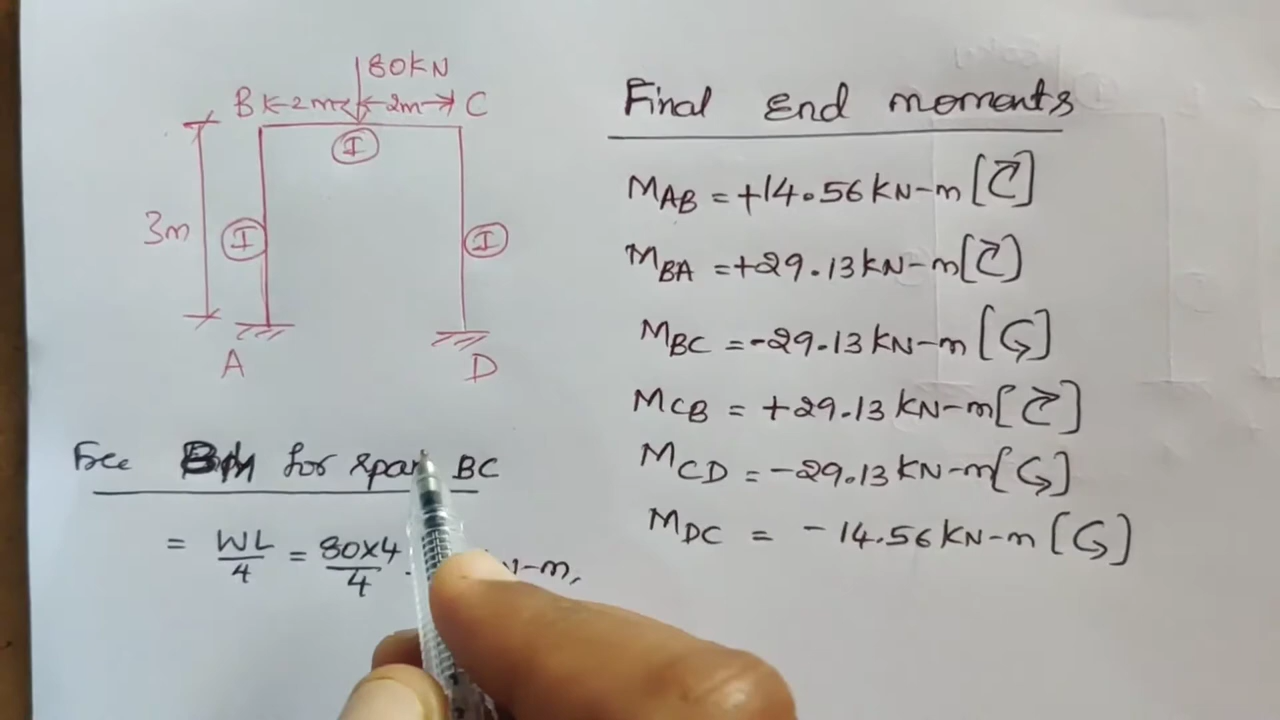 80KN
B 2m 2m C
I
3m I I
A D
Free BM for span BC
= WL/4 = 80x4/4 N-m,
Final End moments
MAB = +14.56 KN-m [↻]
MBA = +29.13 KN-m [↻]
MBC = -29.13 KN-m [↺]
MCB = +29.13 KN-m [↻]
MCD = -29.13 KN-m [↺]
MDC = -14.56 KN-m [↺]